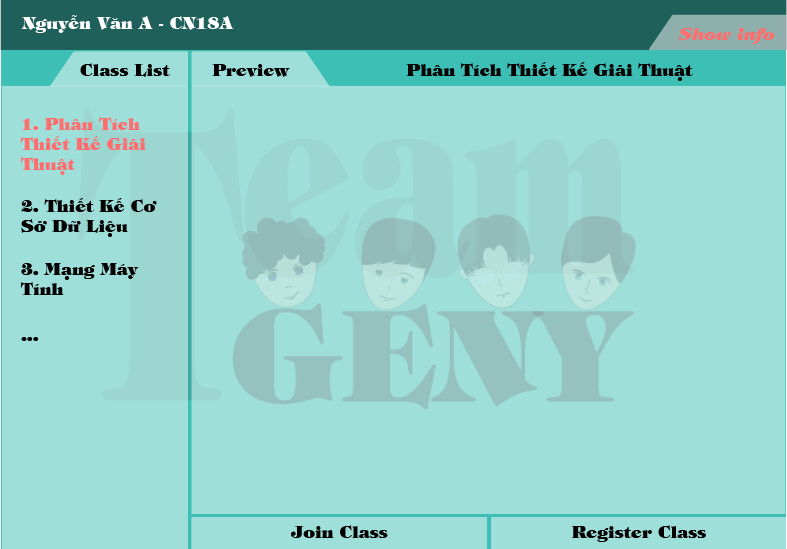 Nguyễn Văn A - CN18A
Show info
Class List
Preview
Phân Tích Thiết Kế Giải Thuật
1. Phân Tích
Thiết Kế Giải
Thuật
2. Thiết Kế Cơ
Sở Dữ Liệu
3. Mạng Máy
Tính
...
Team
GENY
Join Class
Register Class